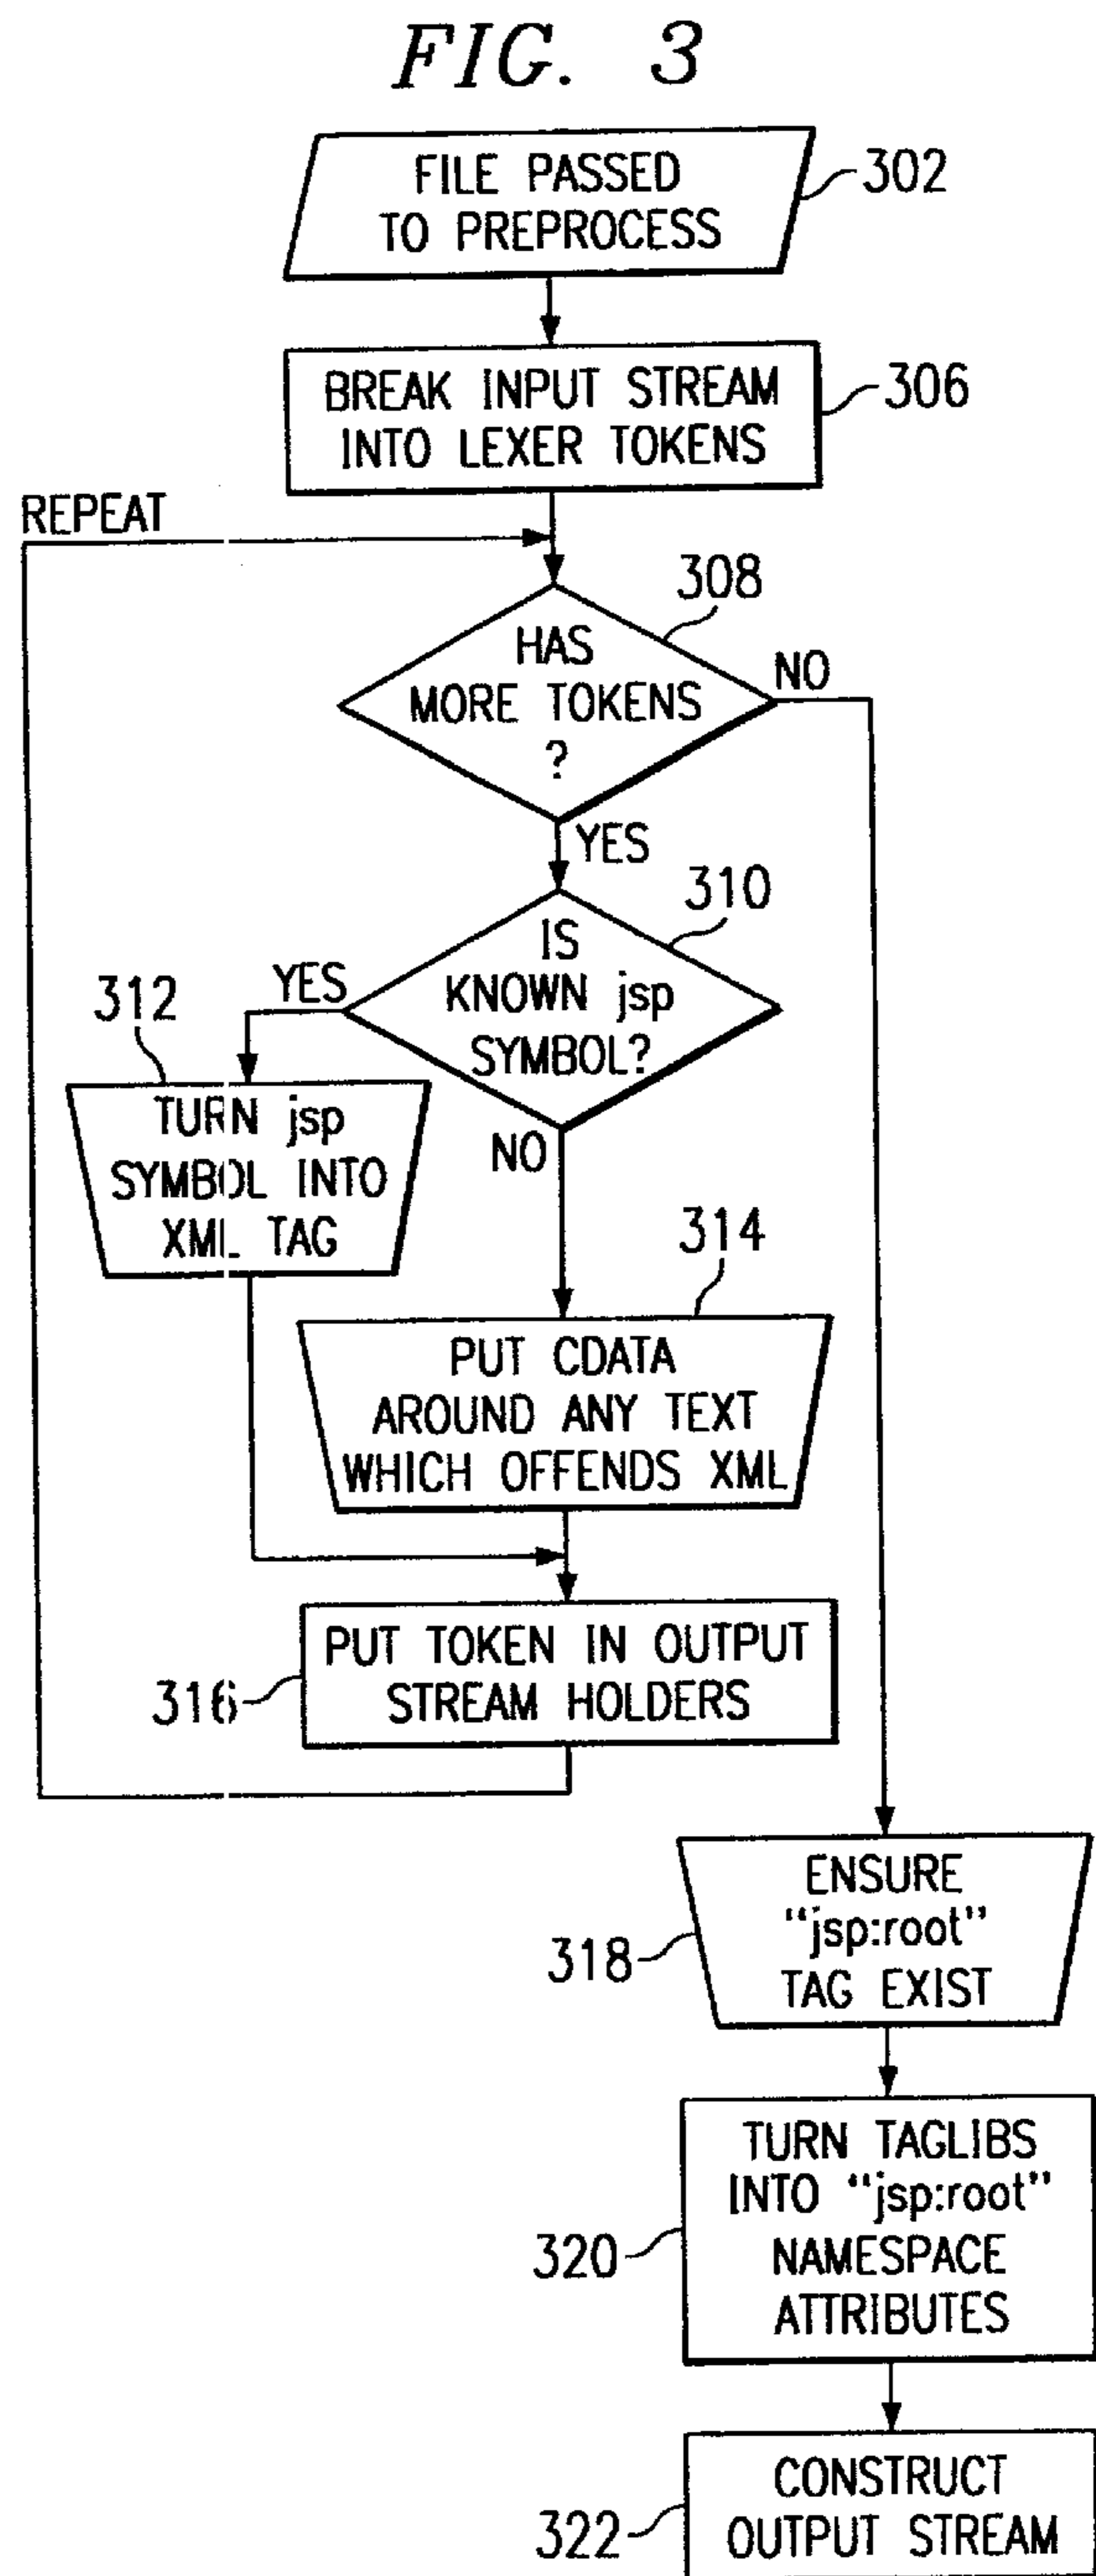 FIG. 3
FILE PASSED
TO PREPROCESS
302
BREAK INPUT STREAM
INTO LEXER TOKENS
306
REPEAT
308
HAS
MORE TOKENS
?
NO
YES
310
IS
KNOWN jsp
SYMBOL?
YES
312
NO
TURN jsp
SYMBOL INTO
XML TAG
314
PUT CDATA
AROUND ANY TEXT
WHICH OFFENDS XML
PUT TOKEN IN OUTPUT
STREAM HOLDERS
316
ENSURE
"jsp:root"
TAG EXIST
318
TURN TAGLIBS
INTO "jsp:root"
NAMESPACE
ATTRIBUTES
320
CONSTRUCT
OUTPUT STREAM
322